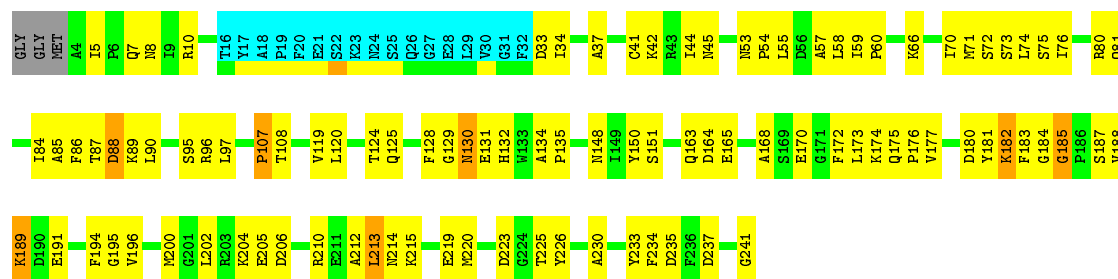 GLY GLY MET A4 I5 P6 Q7 N8 I9 R10 T16 Y17 A18 P19 F20 E21 S22 K23 N24 S25 Q26 G27 E28 L29 V30 G31 F32 D33 I34 A37 C41 K42 R43 I44 N45 N53 P54 L55 D56 A57 L58 I59 P60 K66 I70 M71 S72 S73 L74 S75 I76 R80
I84 A85 F86 T87 D88 K89 L90 S95 R96 L97 P107 T108 V119 L120 T124 Q125 F128 G129 N130 E131 H132 W133 A134 P135 N148 I149 Y150 S151 Q163 D164 E165 A168 S169 E170 G171 F172 L173 K174 Q175 P176 V177 D180 Y181 K182 F183 G184 G185 P186 S187
K189 D190 E191 F194 G195 V196 M200 G201 L202 R203 K204 E205 D206 R210 E211 A212 L213 N214 K215 E219 M220 D223 G224 T225 Y226 A230 Y233 F234 D235 F236 D237 G241